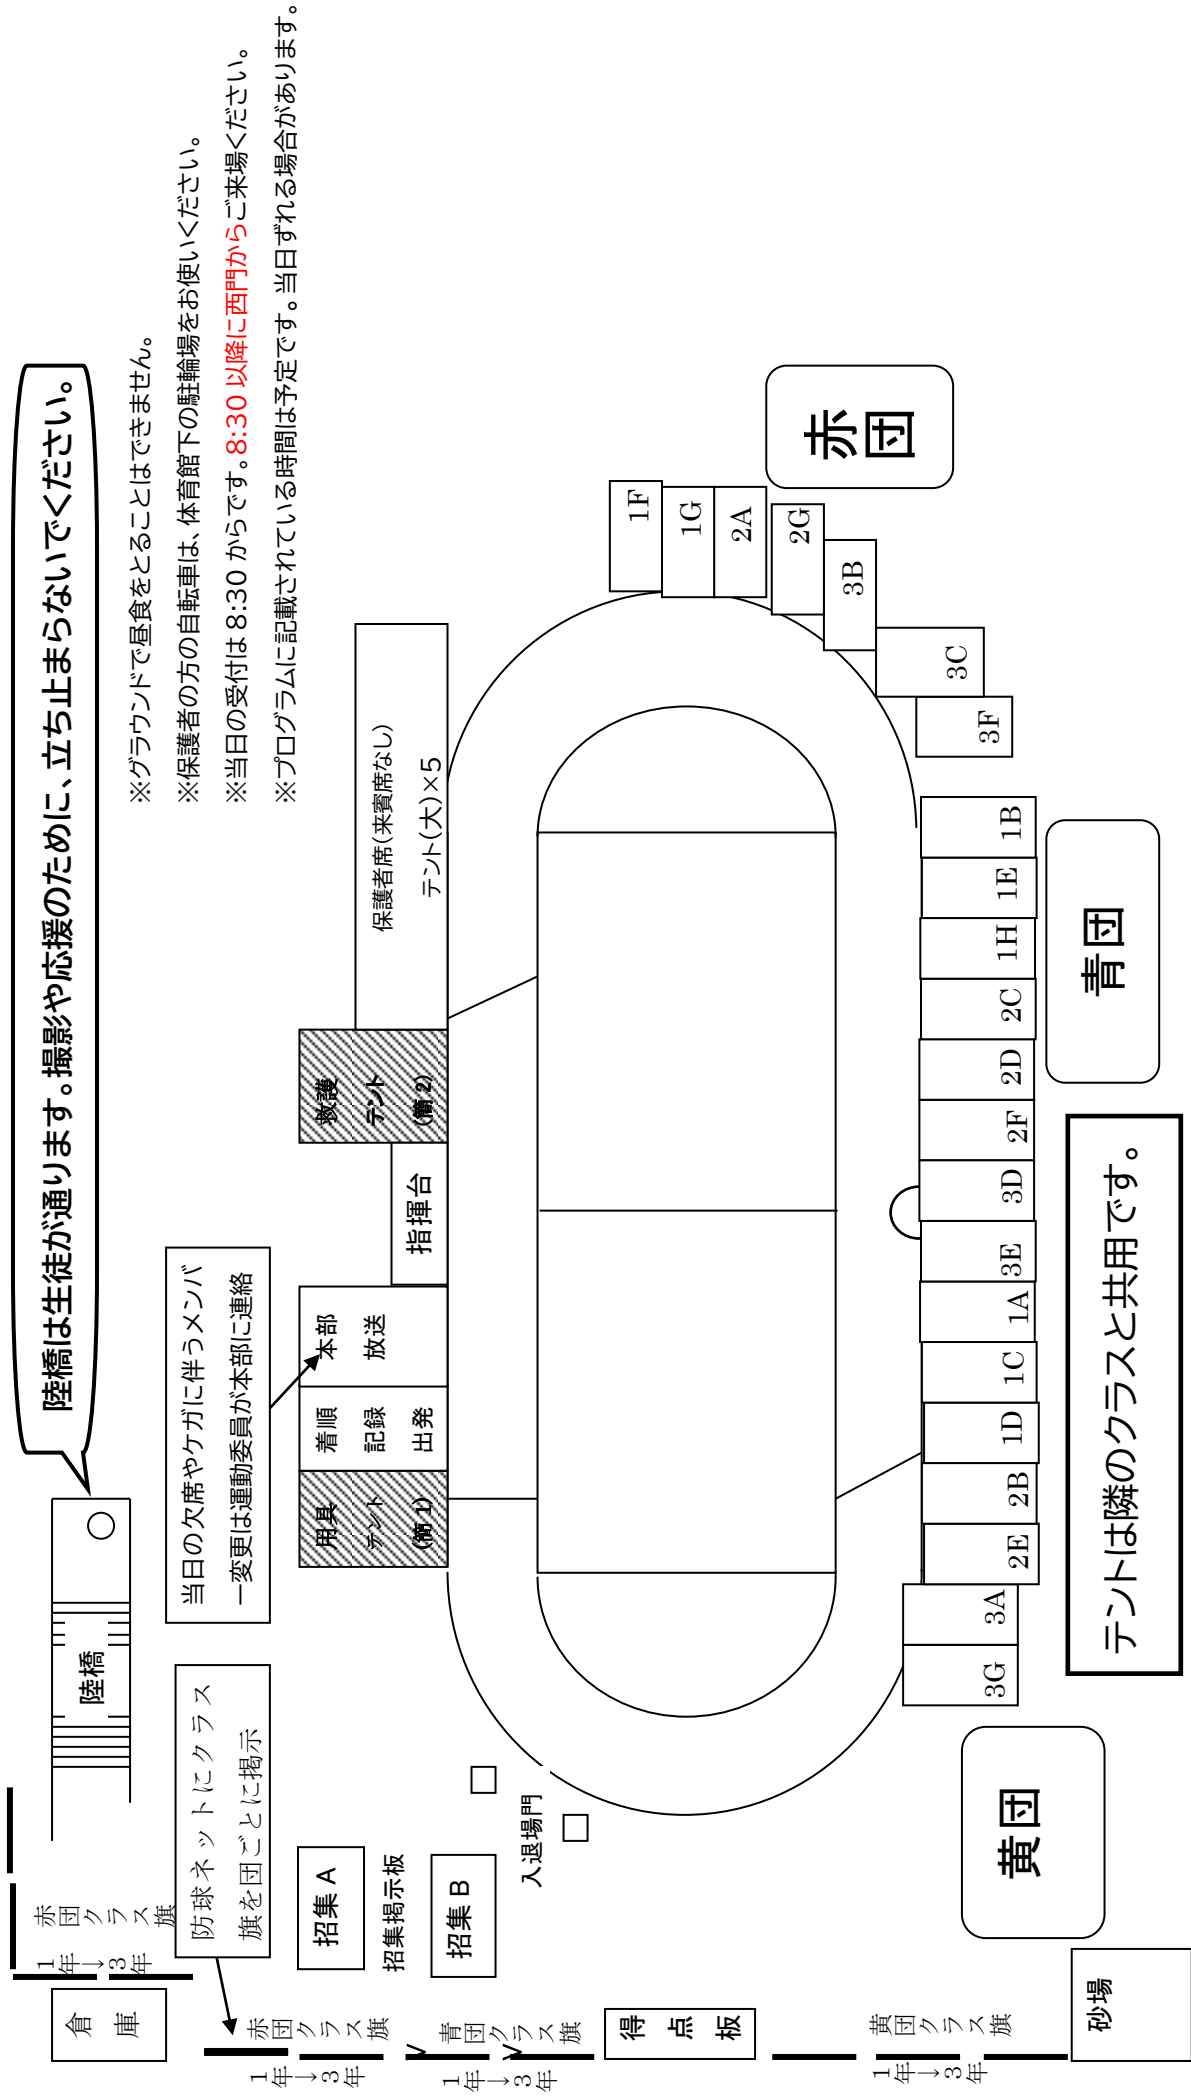 陸橋は生徒が通ります。撮影や応援のために、立ち止まらないでください。
※グラウンドで昼食をとることはできません。
※保護者の方の自転車は、体育館下の駐輪場をお使いください。
※当日の受付は 8:30 からです。8:30 以降に西門からご来場ください。
※プログラムに記載されている時間は予定です。当日ずれる場合があります。
陸橋
当日の欠席やケガに伴うメンバ
ー変更は運動委員が本部に連絡
防球ネットにクラス
旗を団ごとに掲示
赤団クラス旗
1年→3年
倉庫
赤団クラス旗
1年→3年
青団クラス旗
1年→3年
得点板
黄団クラス旗
1年→3年
砂場
招集 A
招集掲示板
招集 B
入退場門
用具
テント
(簡1)
着順
記録
出発
本部
放送
指揮台
救護
テント
(簡2)
保護者席(来賓席なし)
テント(大)×5
黄団
3G
3A
2E
2B
1D
1C
1A
3E
3D
2F
2D
2C
1H
1E
1B
青団
3F
3C
3B
2G
2A
1G
1F
赤団
テントは隣のクラスと共用です。